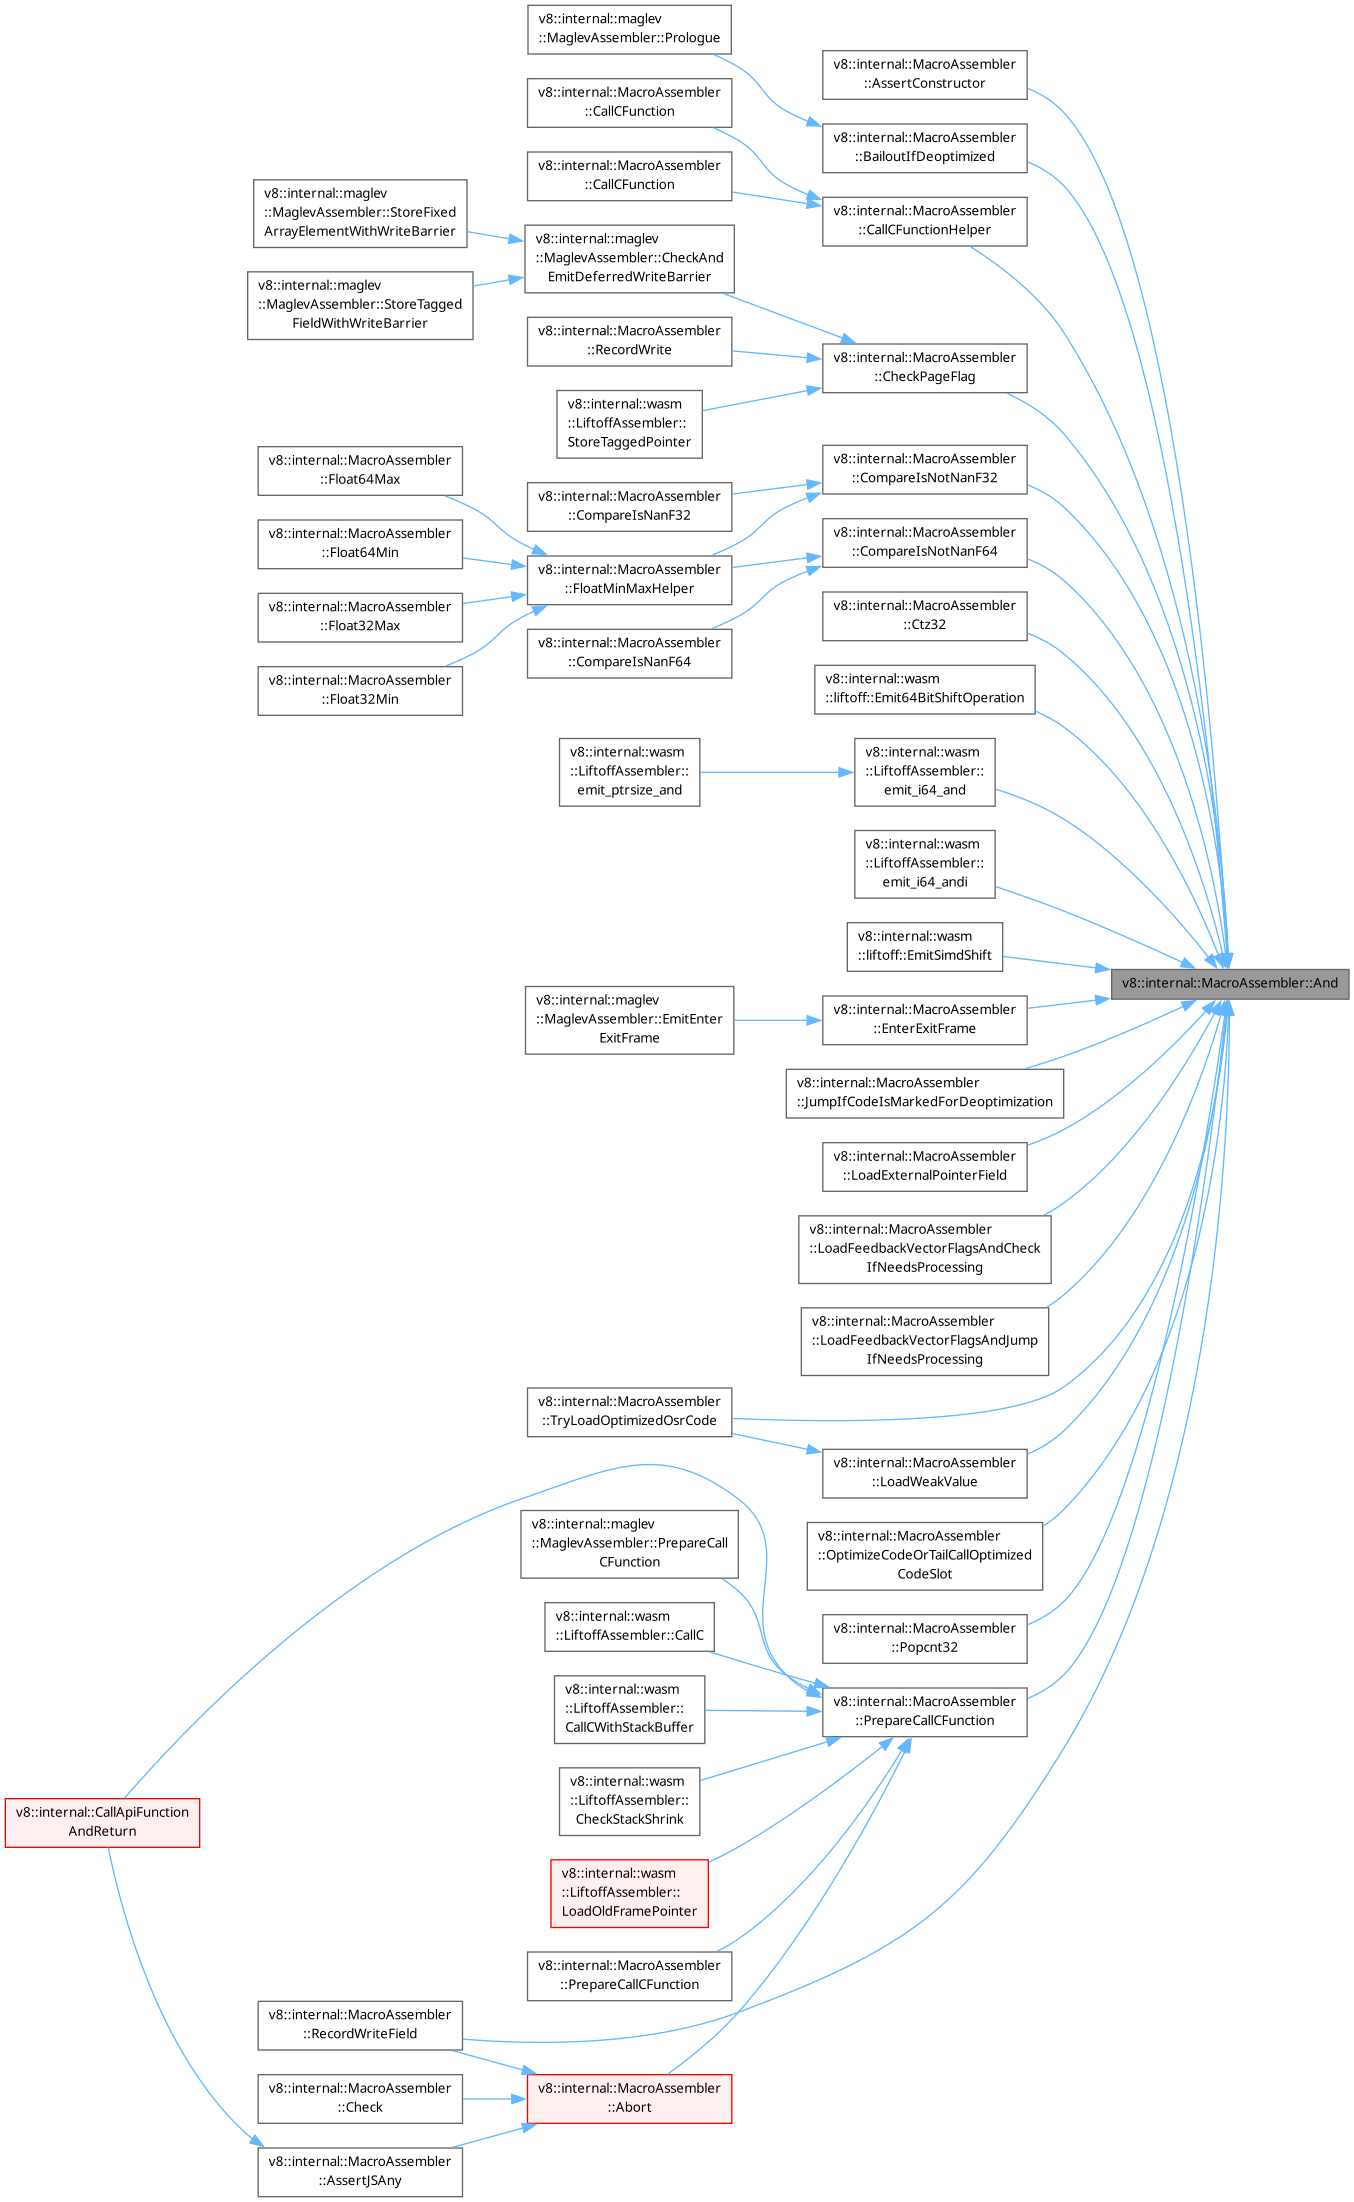 v8::internal::maglev
::MaglevAssembler::Prologue
v8::internal::MacroAssembler
::AssertConstructor
v8::internal::MacroAssembler
::CallCFunction
v8::internal::MacroAssembler
::BailoutIfDeoptimized
v8::internal::MacroAssembler
::CallCFunction
v8::internal::maglev
::MaglevAssembler::StoreFixed
ArrayElementWithWriteBarrier
v8::internal::MacroAssembler
::CallCFunctionHelper
v8::internal::maglev
::MaglevAssembler::CheckAnd
EmitDeferredWriteBarrier
v8::internal::maglev
::MaglevAssembler::StoreTagged
FieldWithWriteBarrier
v8::internal::MacroAssembler
::RecordWrite
v8::internal::MacroAssembler
::CheckPageFlag
v8::internal::wasm
::LiftoffAssembler::
StoreTaggedPointer
v8::internal::MacroAssembler
::Float64Max
v8::internal::MacroAssembler
::CompareIsNotNanF32
v8::internal::MacroAssembler
::CompareIsNanF32
v8::internal::MacroAssembler
::Float64Min
v8::internal::MacroAssembler
::CompareIsNotNanF64
v8::internal::MacroAssembler
::FloatMinMaxHelper
v8::internal::MacroAssembler
::Float32Max
v8::internal::MacroAssembler
::Ctz32
v8::internal::MacroAssembler
::CompareIsNanF64
v8::internal::MacroAssembler
::Float32Min
v8::internal::wasm
::liftoff::Emit64BitShiftOperation
v8::internal::wasm
::LiftoffAssembler::
emit_ptrsize_and
v8::internal::wasm
::LiftoffAssembler::
emit_i64_and
v8::internal::wasm
::LiftoffAssembler::
emit_i64_andi
v8::internal::wasm
::liftoff::EmitSimdShift
v8::internal::MacroAssembler::And
v8::internal::maglev
::MaglevAssembler::EmitEnter
ExitFrame
v8::internal::MacroAssembler
::EnterExitFrame
v8::internal::MacroAssembler
::JumpIfCodeIsMarkedForDeoptimization
v8::internal::MacroAssembler
::LoadExternalPointerField
v8::internal::MacroAssembler
::LoadFeedbackVectorFlagsAndCheck
IfNeedsProcessing
v8::internal::MacroAssembler
::LoadFeedbackVectorFlagsAndJump
IfNeedsProcessing
v8::internal::MacroAssembler
::TryLoadOptimizedOsrCode
v8::internal::MacroAssembler
::LoadWeakValue
v8::internal::maglev
::MaglevAssembler::PrepareCall
CFunction
v8::internal::MacroAssembler
::OptimizeCodeOrTailCallOptimized
CodeSlot
v8::internal::wasm
::LiftoffAssembler::CallC
v8::internal::MacroAssembler
::Popcnt32
v8::internal::wasm
::LiftoffAssembler::
CallCWithStackBuffer
v8::internal::MacroAssembler
::PrepareCallCFunction
v8::internal::wasm
::LiftoffAssembler::
CheckStackShrink
v8::internal::CallApiFunction
AndReturn
v8::internal::wasm
::LiftoffAssembler::
LoadOldFramePointer
v8::internal::MacroAssembler
::PrepareCallCFunction
v8::internal::MacroAssembler
::RecordWriteField
v8::internal::MacroAssembler
::Check
v8::internal::MacroAssembler
::Abort
v8::internal::MacroAssembler
::AssertJSAny